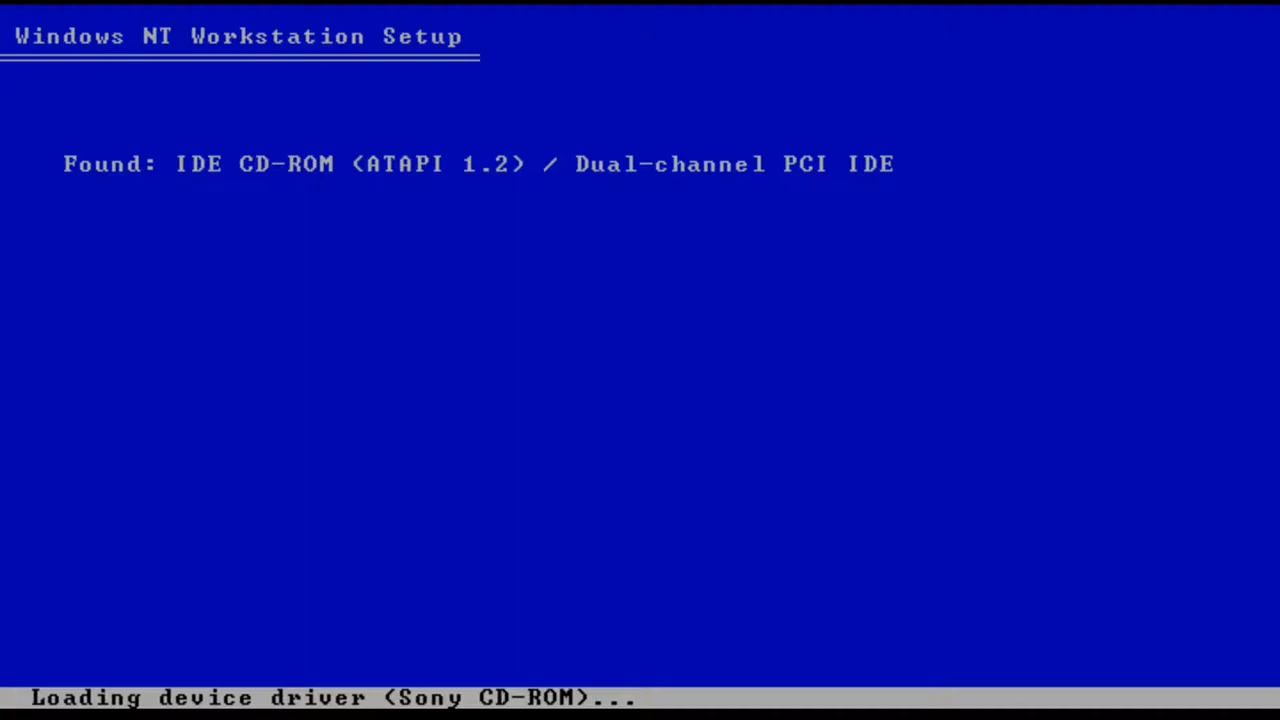 Windows NT Workstation Setup
Found: IDE CD-ROM (ATAPI 1.2) / Dual-channel PCI IDE
Loading device driver (Sony CD-ROM)...